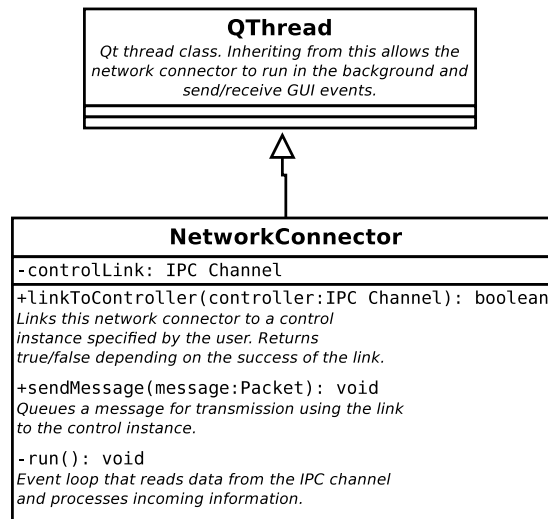 QThread
Qt thread class. Inheriting from this allows the
network connector to run in the background and
send/receive GUI events.
NetworkConnector
-controlLink: IPC Channel
+linkToController(controller:IPC Channel): boolean
Links this network connector to a control
instance specified by the user. Returns
true/false depending on the success of the link.
+sendMessage(message:Packet): void
Queues a message for transmission using the link
to the control instance.
-run(): void
Event loop that reads data from the IPC channel
and processes incoming information.